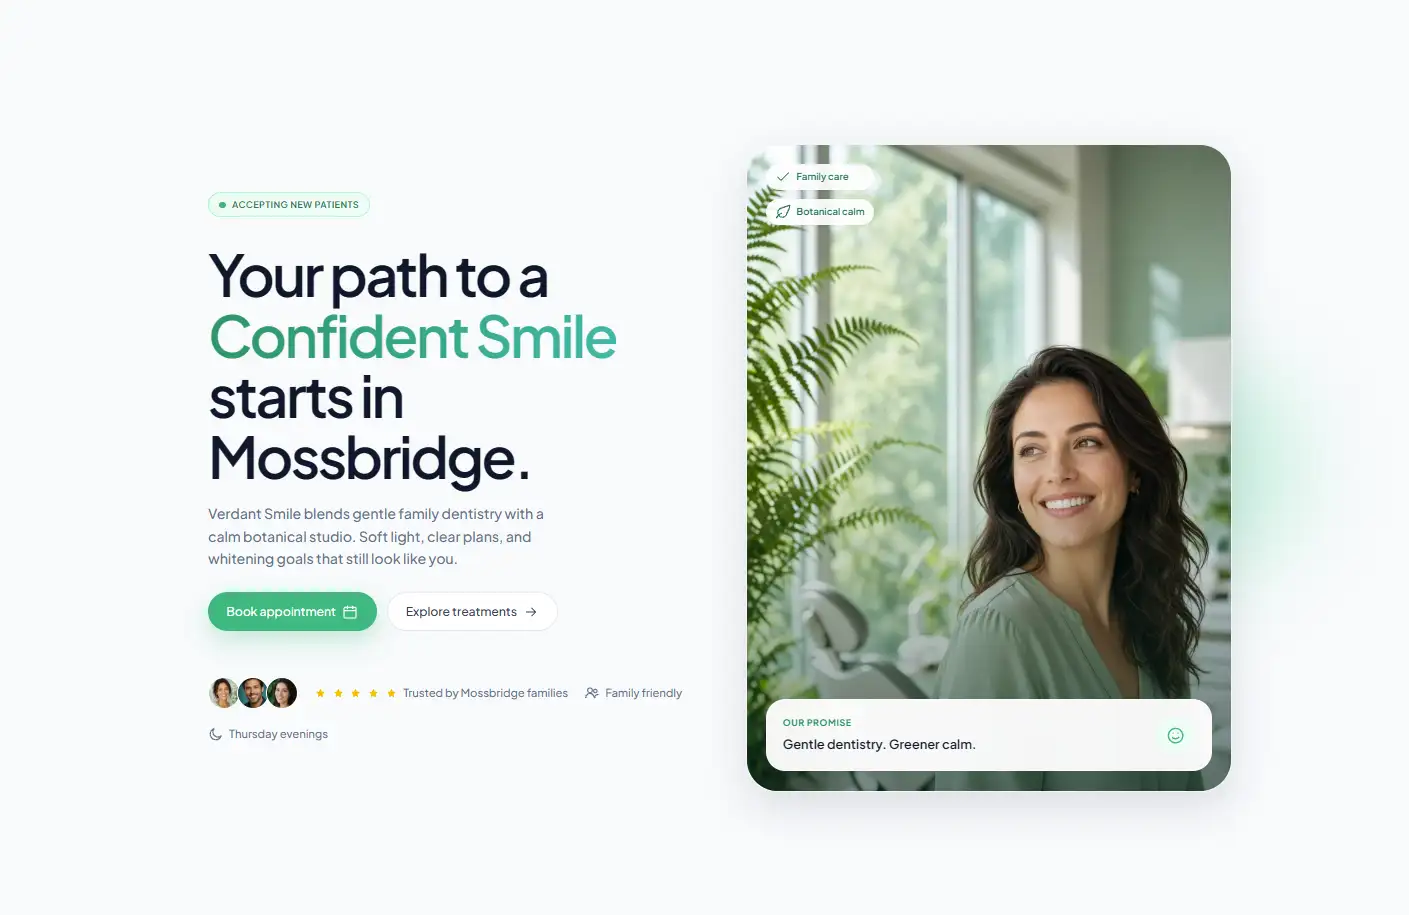 ACCEPTING NEW PATIENTS
Your path to a
Confident Smile
starts in
Mossbridge.
Verdant Smile blends gentle family dentistry with a
calm botanical studio. Soft light, clear plans, and
whitening goals that still look like you.
Book appointment
Explore treatments
Trusted by Mossbridge families
Family friendly
Thursday evenings
Family care
Botanical calm
OUR PROMISE
Gentle dentistry. Greener calm.